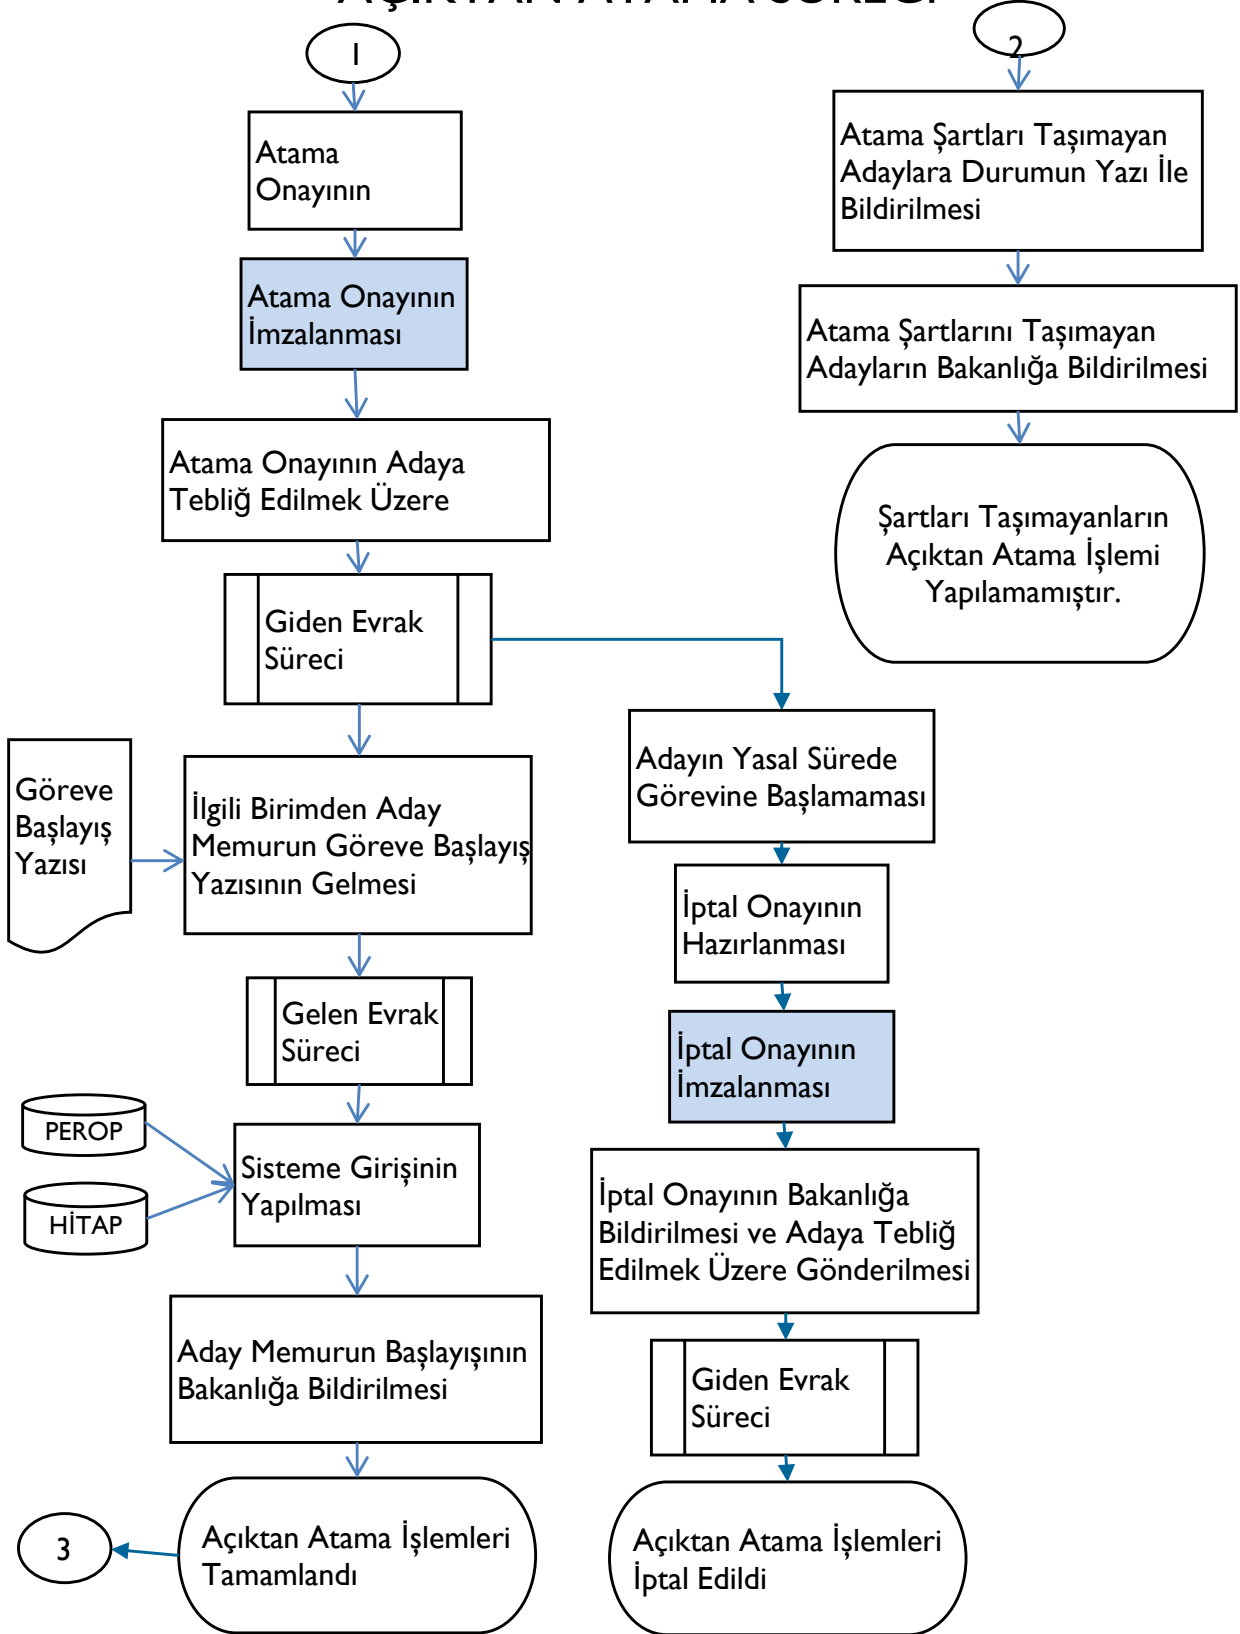 AÇIKTAN ATAMA SÜRECİ
1
Atama
Onayının
Atama Onayının
İmzalanması
Atama Onayının Adaya
Tebliğ Edilmek Üzere
Giden Evrak
Süreci
Göreve
Başlayış
Yazısı
İlgili Birimden Aday
Memurun Göreve Başlayış
Yazısının Gelmesi
Gelen Evrak
Süreci
PEROP
HİTAP
Sisteme Girişinin
Yapılması
Aday Memurun Başlayışının
Bakanlığa Bildirilmesi
Açıktan Atama İşlemleri
Tamamlandı
3
Adayın Yasal Sürede
Görevine Başlamaması
İptal Onayının
Hazırlanması
İptal Onayının
İmzalanması
İptal Onayının Bakanlığa
Bildirilmesi ve Adaya Tebliğ
Edilmek Üzere Gönderilmesi
Giden Evrak
Süreci
Açıktan Atama İşlemleri
İptal Edildi
2
Atama Şartları Taşımayan
Adaylara Durumun Yazı İle
Bildirilmesi
Atama Şartlarını Taşımayan
Adayların Bakanlığa Bildirilmesi
Şartları Taşımayanların
Açıktan Atama İşlemi
Yapılamamıştır.